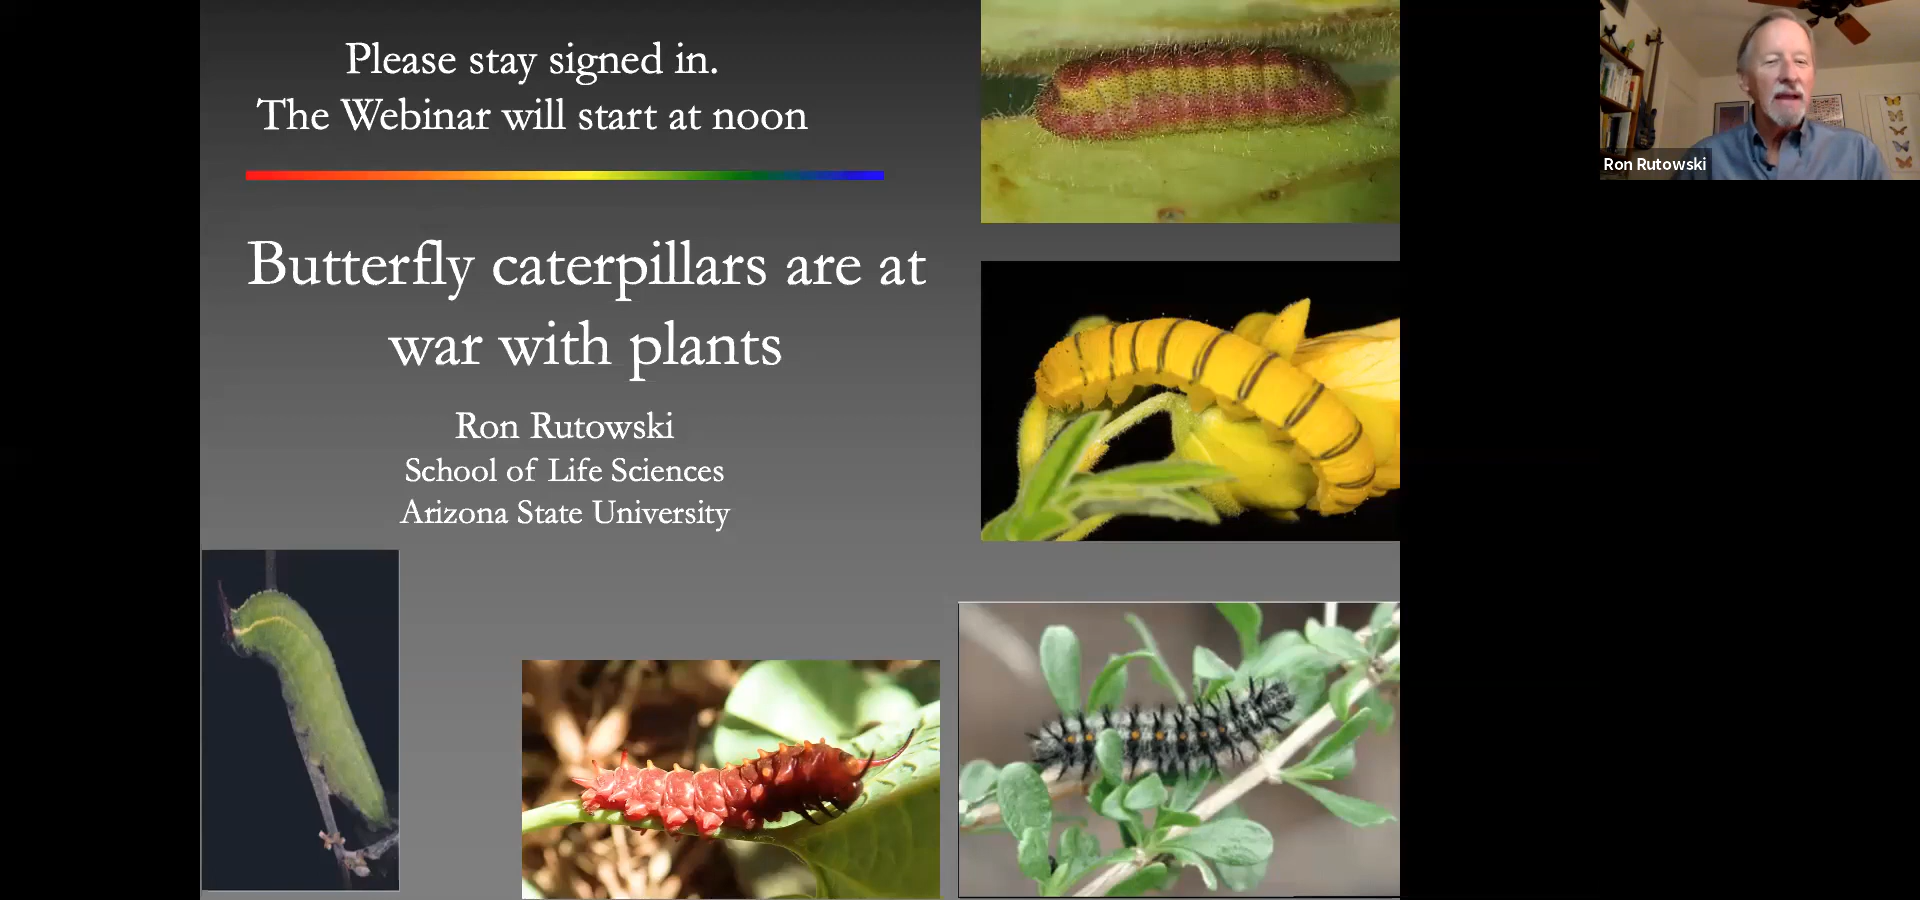 Please stay signed in.
The Webinar will start at noon
Butterfly caterpillars are at
war with plants
Ron Rutowski
School of Life Sciences
Arizona State University
Ron Rutowski